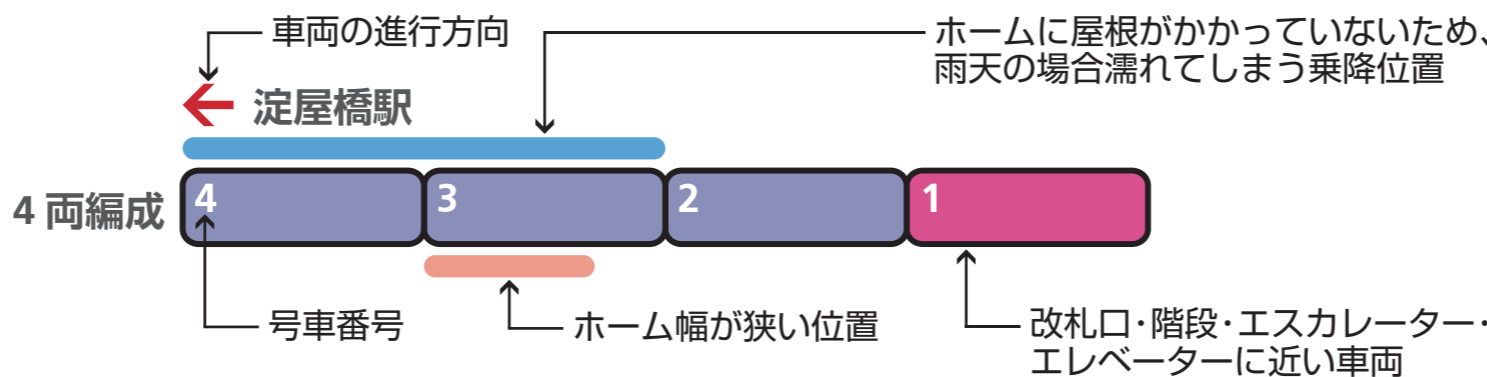 車両の進行方向
ホームに屋根がかかっていないため、
雨天の場合濡れてしまう乗降位置
淀屋橋駅
4 両編成
4
3
2
1
号車番号
ホーム幅が狭い位置
改札口・階段・エスカレーター・
エレベーターに近い車両